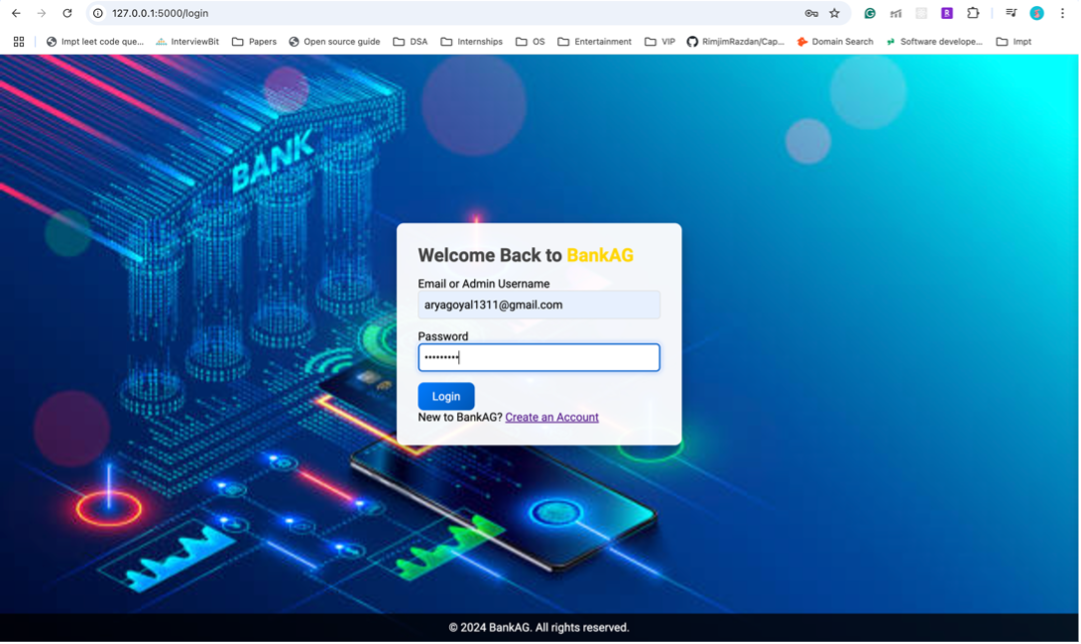 127.0.0.1:5000/login
Impt leet code que... InterviewBit Papers Open source guide DSA Internships OS Entertainment VIP RimjimRazdan/Cap... Domain Search Software develope... Impt
BANK
Welcome Back to BankAG
Email or Admin Username
aryagoyal1311@gmail.com
Password
•••••••••
Login
New to BankAG? Create an Account
© 2024 BankAG. All rights reserved.